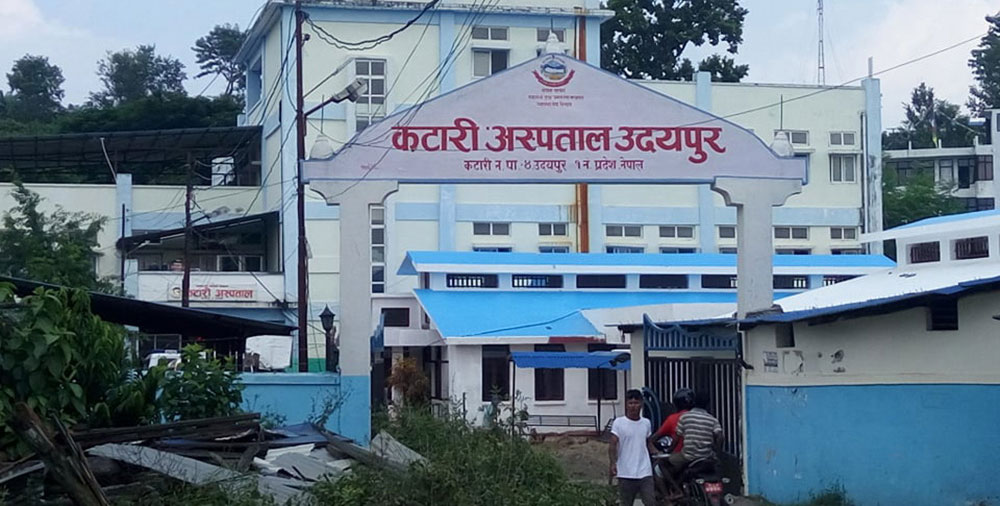 कटारी अस्पताल उदयपुर
कटारी न.पा.४ उदयपुर १ नं प्रदेश नेपाल
कटारी अस्पताल